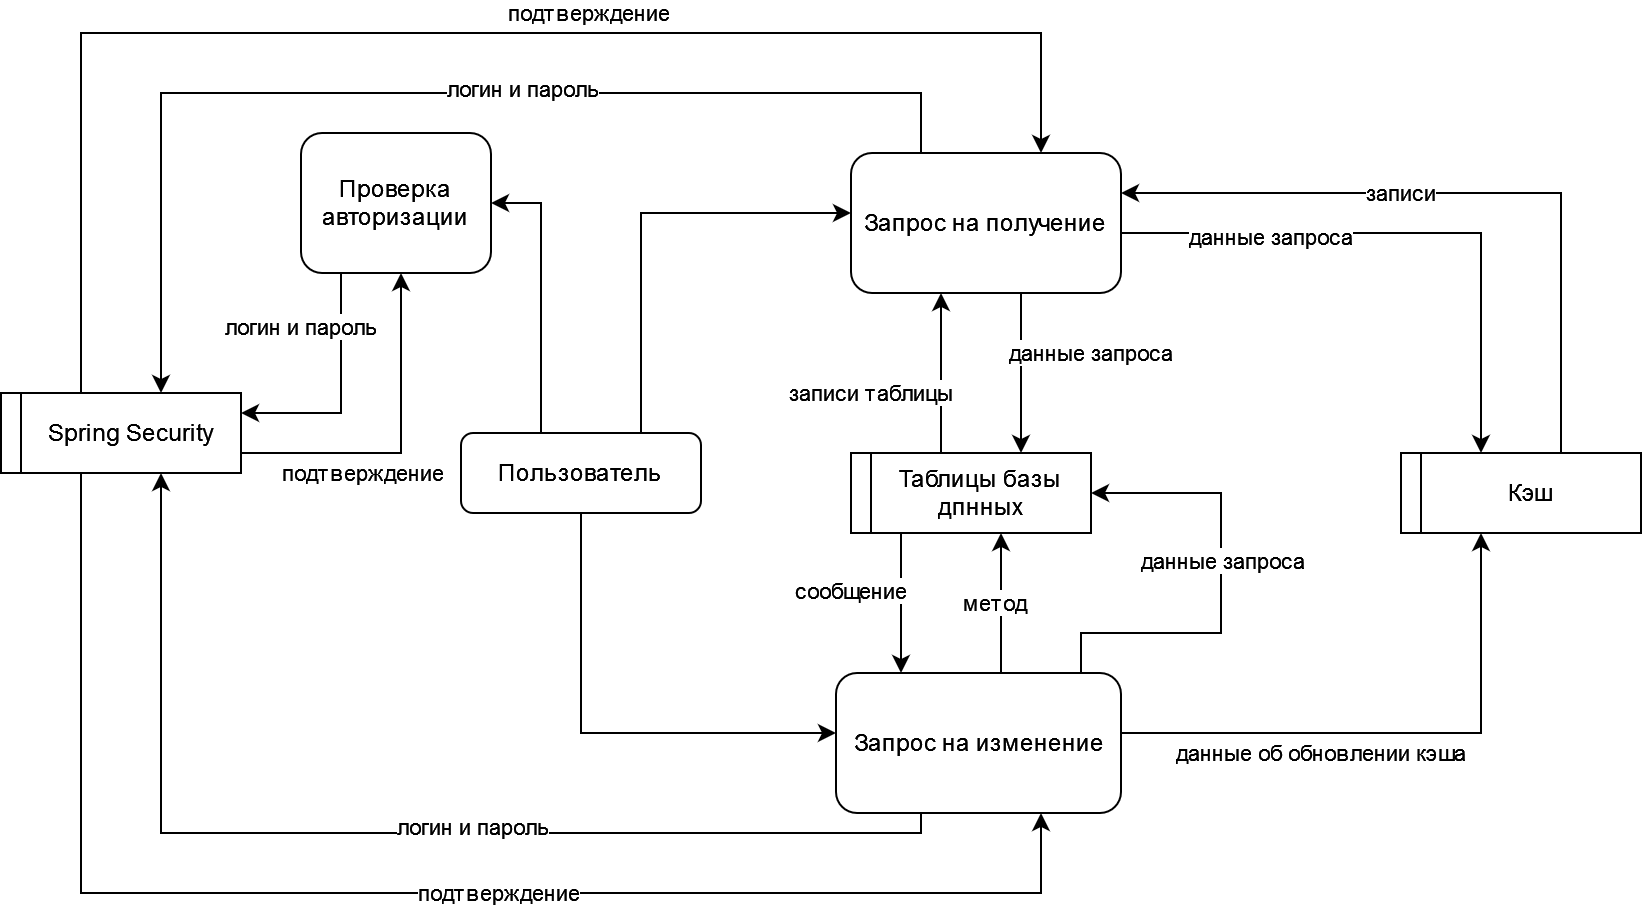 подтверждение
логин и пароль
Проверка
авторизации
Запрос на получение
записи
данные запроса
логин и пароль
данные запроса
записи таблицы
Spring Security
подтверждение
Пользователь
Таблицы базы
дпнных
Кэш
данные запроса
сообщение
метод
Запрос на изменение
данные об обновлении кэша
логин и пароль
подтверждение